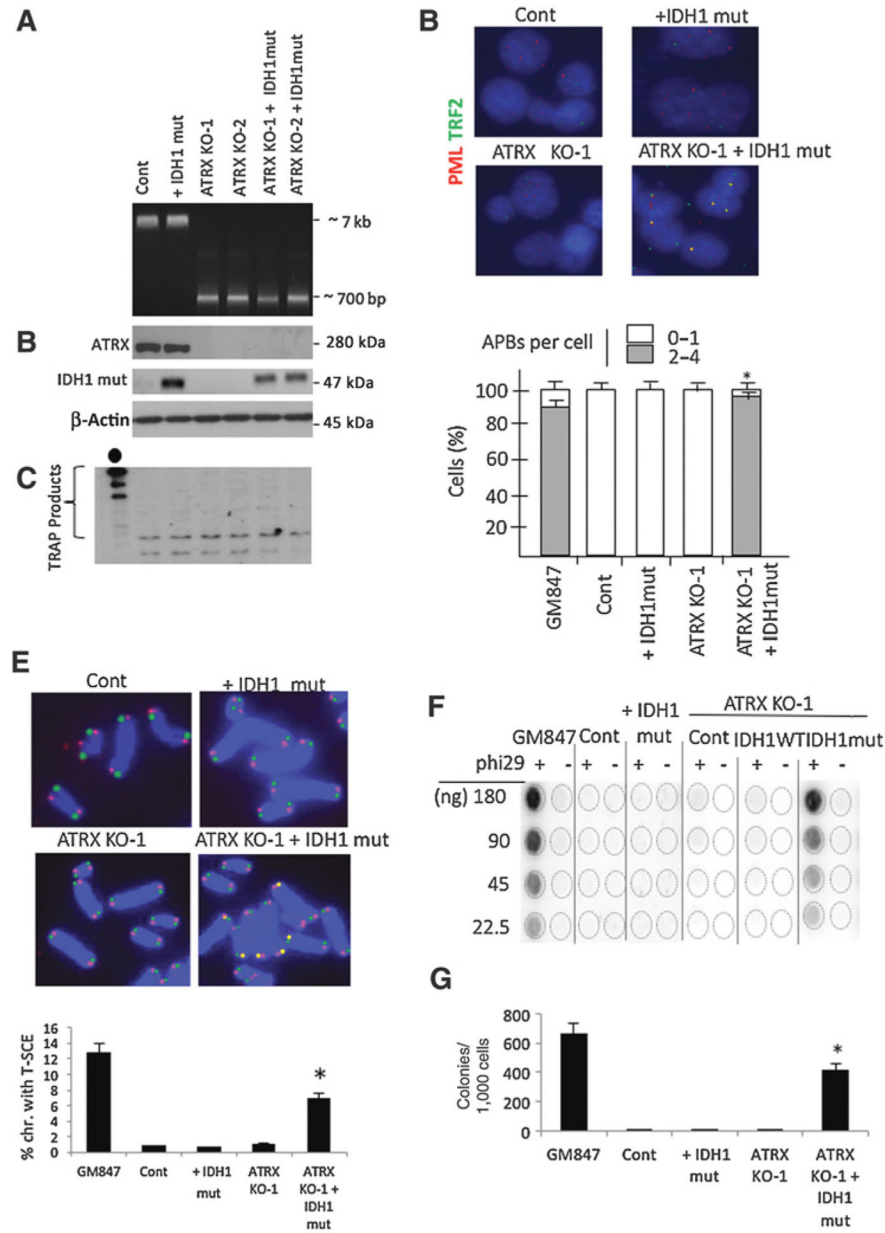 A
Cont
+ IDH1 mut
ATRX KO-1
ATRX KO-2
ATRX KO-1 + IDH1mut
ATRX KO-2 + IDH1mut
~ 7 kb
~ 700 bp
B
ATRX
280 kDa
IDH1 mut
47 kDa
β-Actin
45 kDa
C
TRAP Products
B
Cont
+IDH1 mut
PML TRF2
ATRX KO-1
ATRX KO-1 + IDH1 mut
APBs per cell
0–1
2–4
*
Cells (%)
100
80
60
40
20
GM847
Cont
+ IDH1mut
ATRX KO-1
ATRX KO-1
+ IDH1mut
E
Cont
+ IDH1 mut
ATRX KO-1
ATRX KO-1 + IDH1 mut
% chr. with T-SCE
16
14
12
10
8
6
4
2
0
*
GM847
Cont
+ IDH1
mut
ATRX
KO-1
ATRX
KO-1 +
IDH1
mut
F
ATRX KO-1
+ IDH1
mut
GM847
Cont
Cont
IDH1WT
IDH1mut
phi29
+ - + - + - + - + - + -
(ng) 180
90
45
22.5
G
Colonies/
1,000 cells
800
600
400
200
0
*
GM847
Cont
+ IDH1
mut
ATRX
KO-1
ATRX
KO-1 +
IDH1
mut